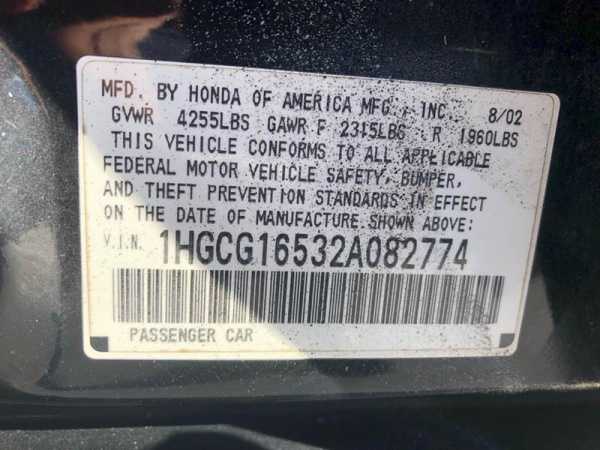 MFD. BY HONDA OF AMERICA MFG., INC. 8/02
GVWR 4255LBS GAWR F 2315LBS R 1960LBS
THIS VEHICLE CONFORMS TO ALL APPLICABLE
FEDERAL MOTOR VEHICLE SAFETY, BUMPER,
AND THEFT PREVENTION STANDARDS IN EFFECT
ON THE DATE OF MANUFACTURE SHOWN ABOVE:
V.I.N. 1HGCG16532A082774
PASSENGER CAR